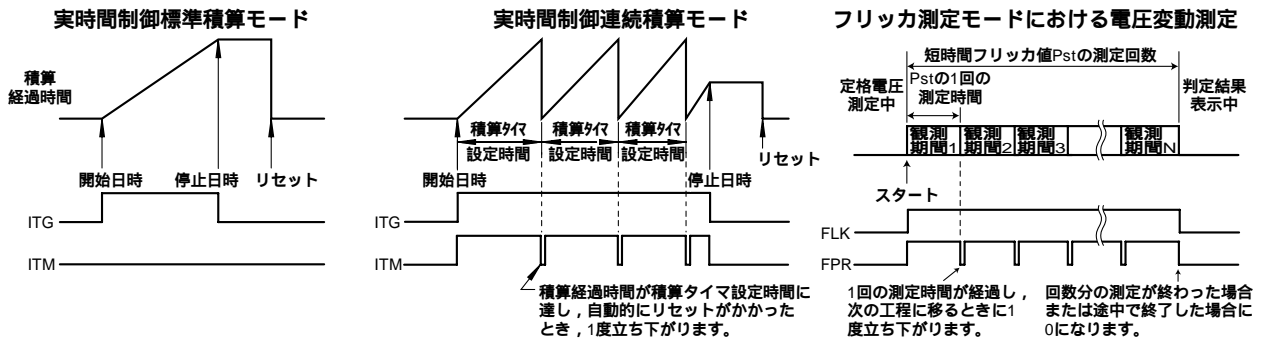 実時間制御標準積算モード
積算
経過時間
開始日時
停止日時
リセット
ITG
ITM
実時間制御連続積算モード
積算ﾀｲﾏ
設定時間
積算ﾀｲﾏ
設定時間
積算ﾀｲﾏ
設定時間
リセット
開始日時
停止日時
ITG
ITM
積算経過時間が積算タイマ設定時間に
達し，自動的にリセットがかかった
とき，1度立ち下がります。
フリッカ測定モードにおける電圧変動測定
短時間フリッカ値Pstの測定回数
定格電圧
測定中
Pstの1回の
測定時間
判定結果
表示中
観測
期間1
観測
期間2
観測
期間3
観測
期間N
スタート
FLK
FPR
1回の測定時間が経過し，
次の工程に移るときに1
度立ち下がります。
回数分の測定が終わった場合
または途中で終了した場合に
0になります。